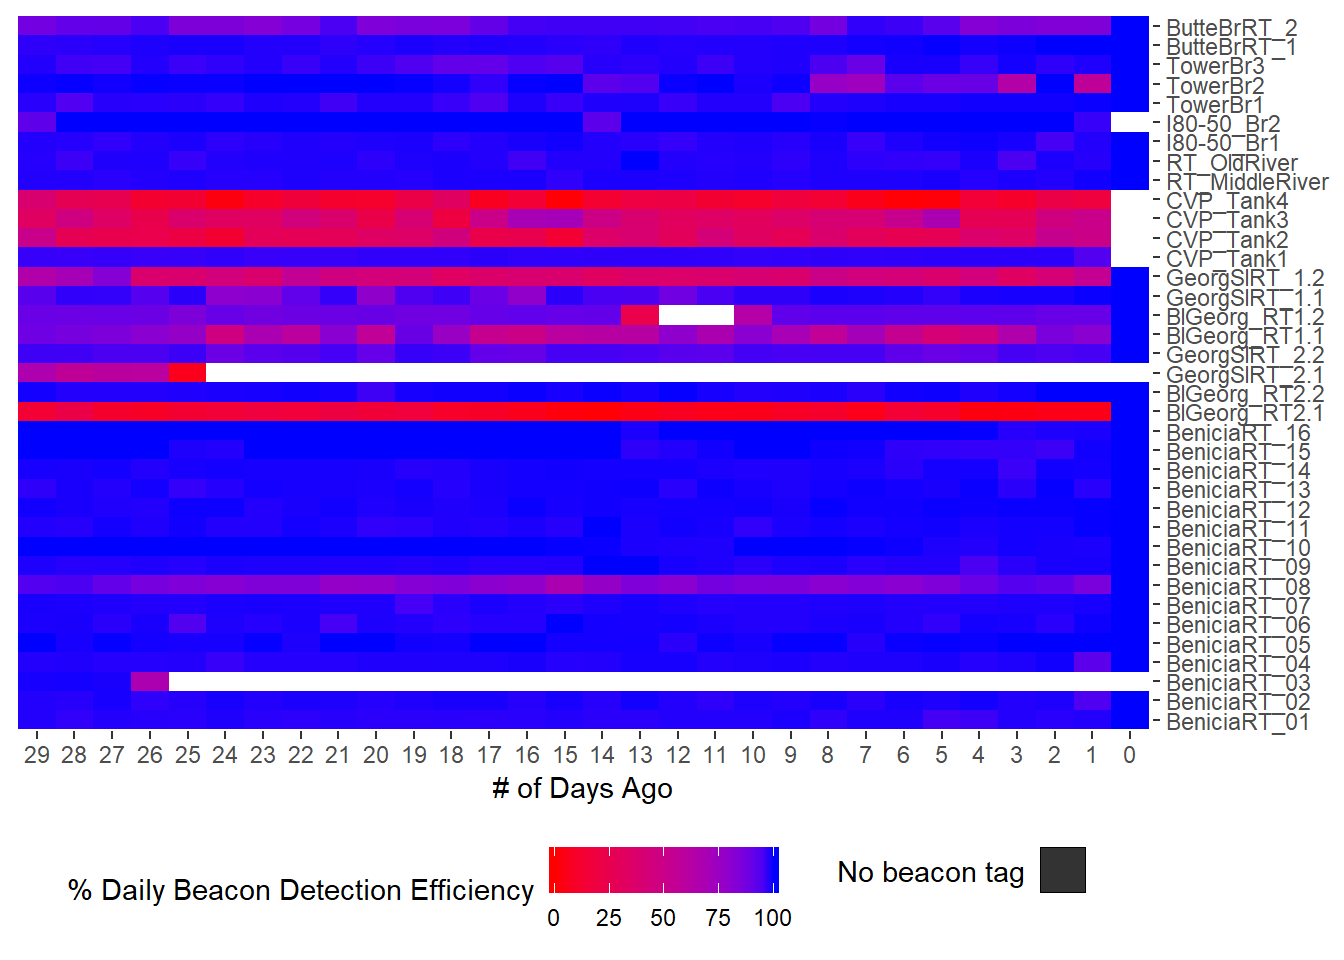 ButteBrRT_2
ButteBrRT_1
TowerBr3
TowerBr2
TowerBr1
I80-50_Br2
I80-50_Br1
RT_OldRiver
RT_MiddleRiver
CVP_Tank4
CVP_Tank3
CVP_Tank2
CVP_Tank1
GeorgSlRT_1.2
GeorgSlRT_1.1
BlGeorg_RT1.2
BlGeorg_RT1.1
GeorgSlRT_2.2
GeorgSlRT_2.1
BlGeorg_RT2.2
BlGeorg_RT2.1
BeniciaRT_16
BeniciaRT_15
BeniciaRT_14
BeniciaRT_13
BeniciaRT_12
BeniciaRT_11
BeniciaRT_10
BeniciaRT_09
BeniciaRT_08
BeniciaRT_07
BeniciaRT_06
BeniciaRT_05
BeniciaRT_04
BeniciaRT_03
BeniciaRT_02
BeniciaRT_01
29 28 27 26 25 24 23 22 21 20 19 18 17 16 15 14 13 12 11 10 9 8 7 6 5 4 3 2 1 0
# of Days Ago
% Daily Beacon Detection Efficiency
0 25 50 75 100
No beacon tag